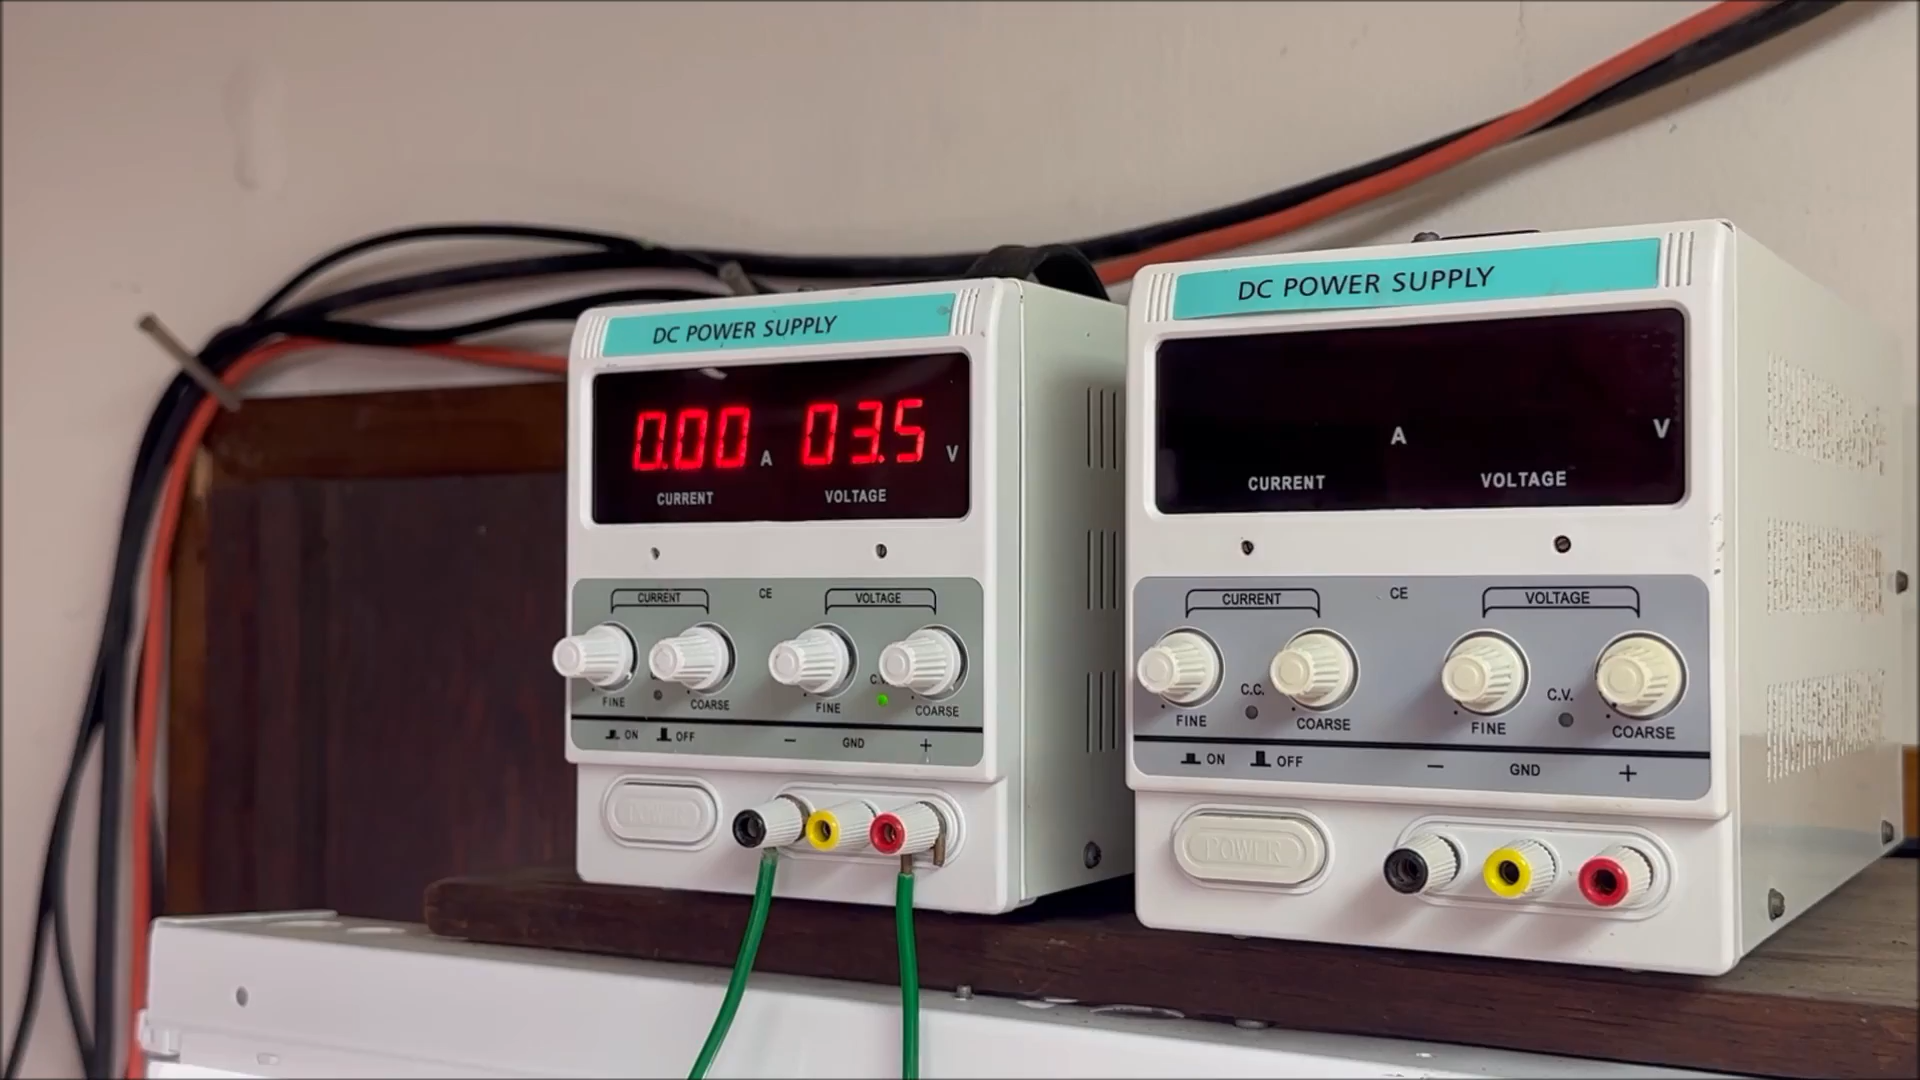 DC POWER SUPPLY
0.00 A 03.5 V
CURRENT VOLTAGE
CURRENT CE VOLTAGE
C.V.
FINE COARSE FINE COARSE
ON OFF − GND +
POWER
DC POWER SUPPLY
A V
CURRENT VOLTAGE
CURRENT CE VOLTAGE
C.C. C.V.
FINE COARSE FINE COARSE
ON OFF − GND +
POWER